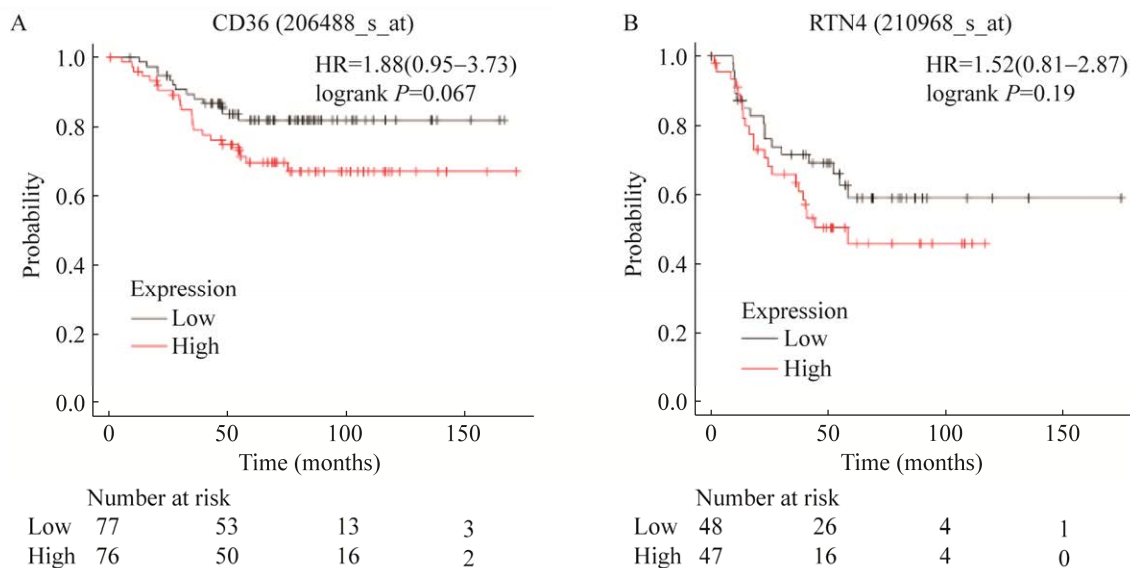 A
CD36 (206488_s_at)
HR=1.88(0.95–3.73)
logrank P=0.067
1.0
0.8
0.6
0.4
0.2
0.0
Probability
Expression
Low
High
0 50 100 150
Time (months)
Number at risk
Low 77 53 13 3
High 76 50 16 2
B
RTN4 (210968_s_at)
HR=1.52(0.81–2.87)
logrank P=0.19
1.0
0.8
0.6
0.4
0.2
0.0
Probability
Expression
Low
High
0 50 100 150
Time (months)
Number at risk
Low 48 26 4 1
High 47 16 4 0